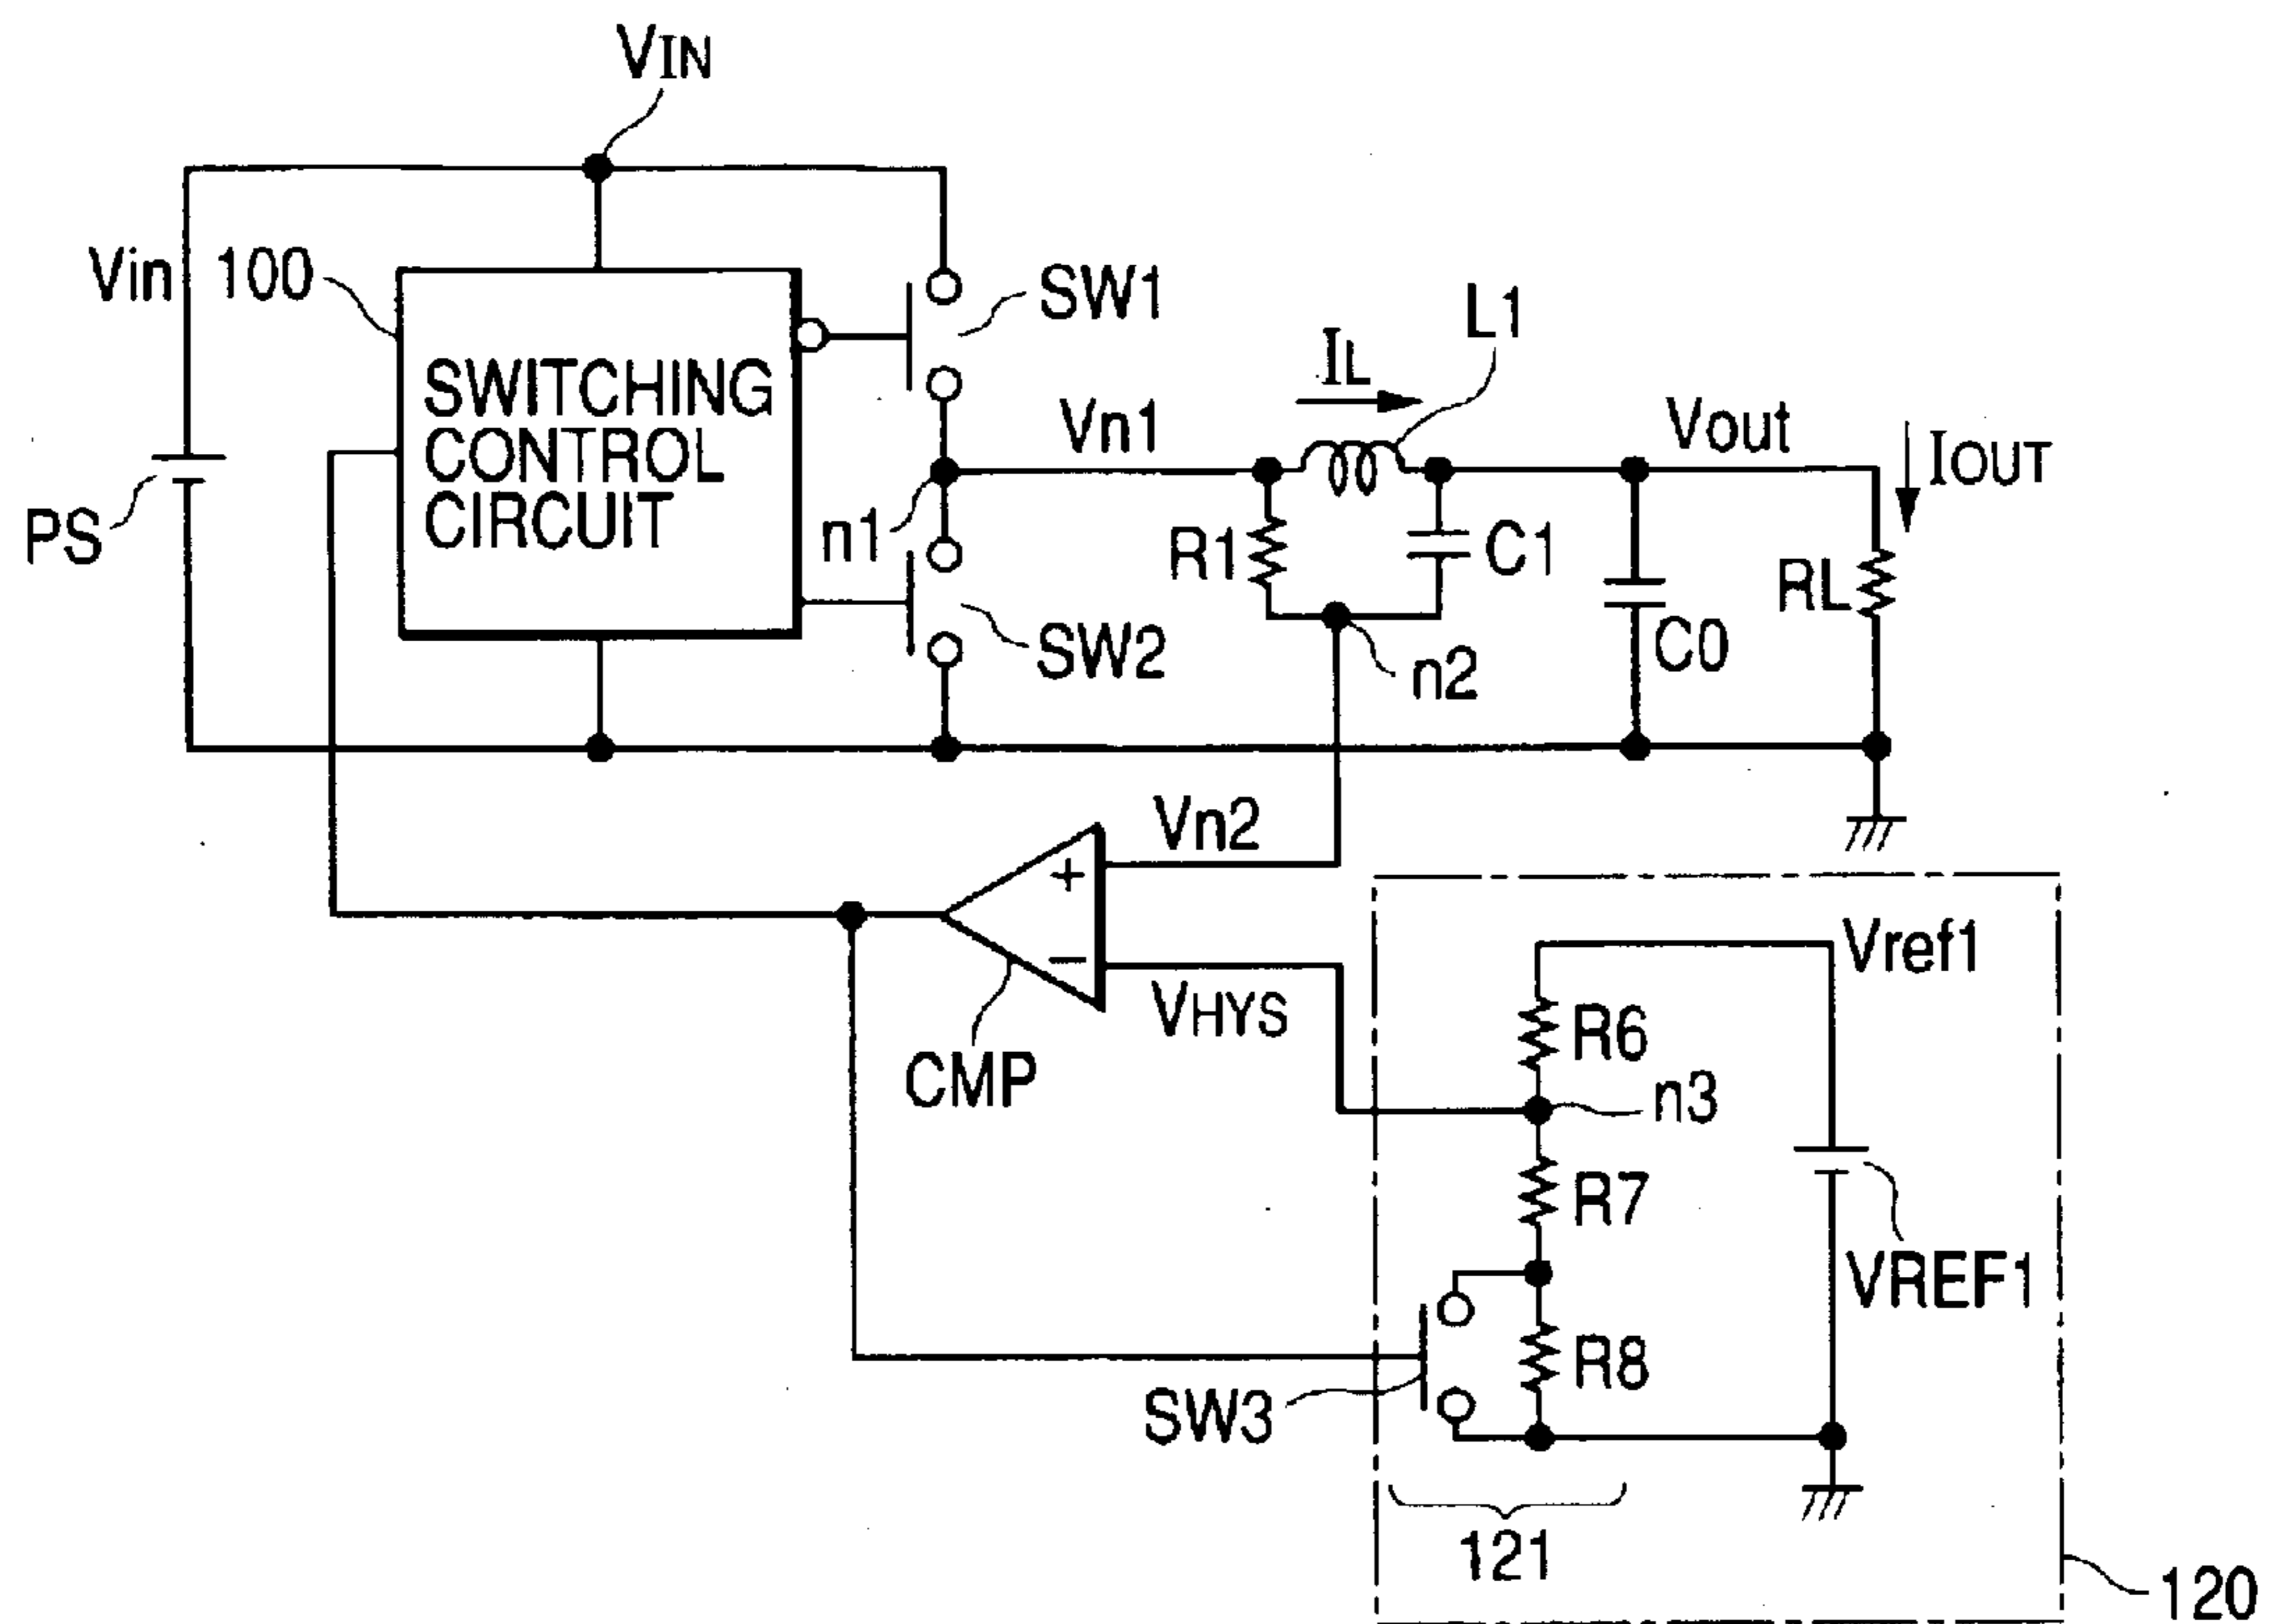 VIN
Vin
100
SW1
L1
IL
SWITCHING
CONTROL
CIRCUIT
Vn1
Vout
IOUT
PS
n1
R1
C1
RL
SW2
n2
C0
Vn2
+
Vref1
−
VHYS
R6
CMP
n3
R7
VREF1
R8
SW3
121
120